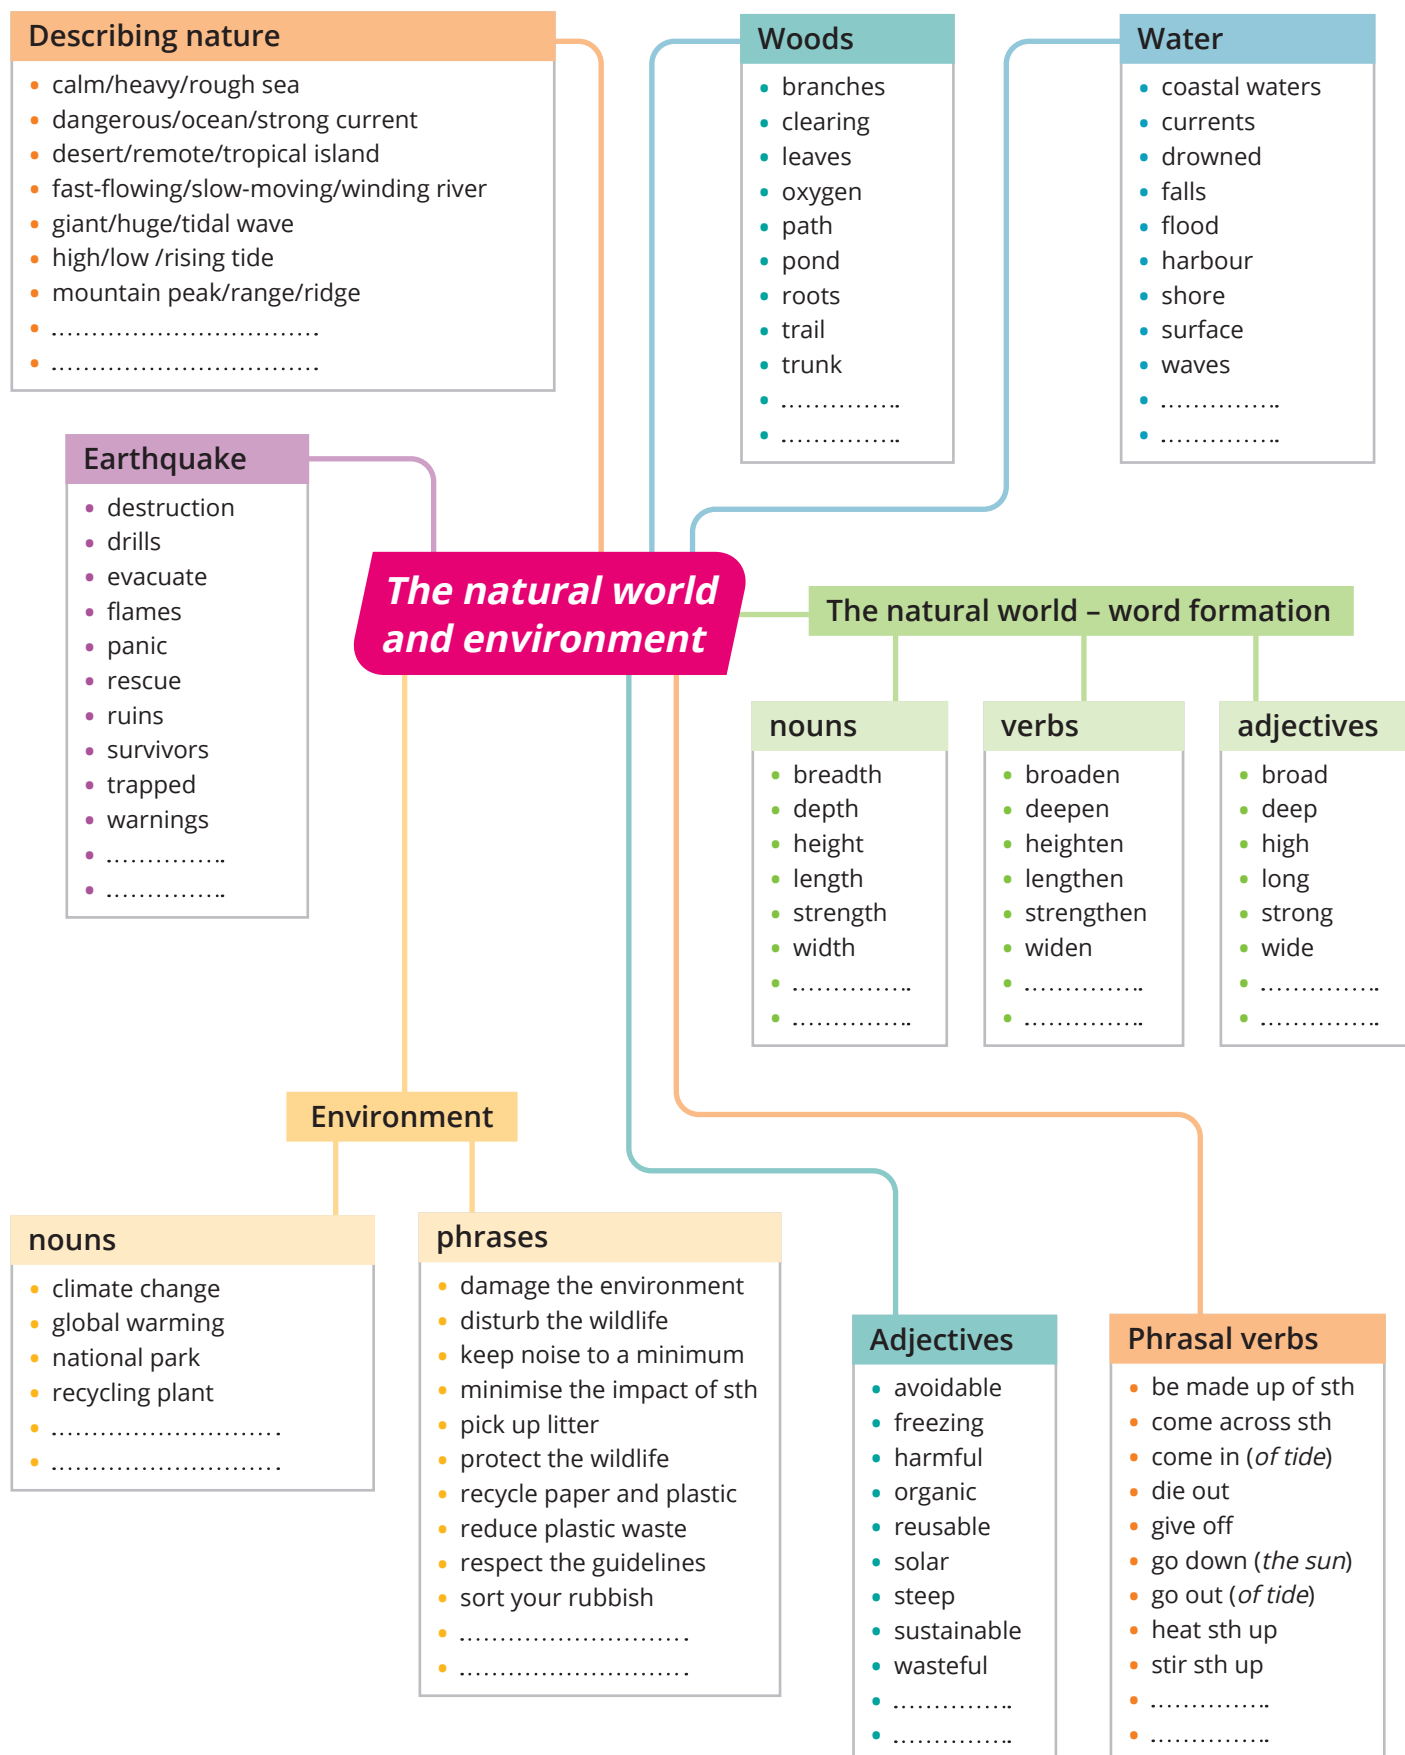 Describing nature
• calm/heavy/rough sea
• dangerous/ocean/strong current
• desert/remote/tropical island
• fast-flowing/slow-moving/winding river
• giant/huge/tidal wave
• high/low /rising tide
• mountain peak/range/ridge
• ……………………………
• ……………………………
Woods
• branches
• clearing
• leaves
• oxygen
• path
• pond
• roots
• trail
• trunk
• ……………
• ……………
Water
• coastal waters
• currents
• drowned
• falls
• flood
• harbour
• shore
• surface
• waves
• ……………
• ……………
Earthquake
• destruction
• drills
• evacuate
• flames
• panic
• rescue
• ruins
• survivors
• trapped
• warnings
• ……………
• ……………
The natural world
and environment
The natural world – word formation
nouns
• breadth
• depth
• height
• length
• strength
• width
• ……………
• ……………
verbs
• broaden
• deepen
• heighten
• lengthen
• strengthen
• widen
• ……………
• ……………
adjectives
• broad
• deep
• high
• long
• strong
• wide
• ……………
• ……………
Environment
nouns
• climate change
• global warming
• national park
• recycling plant
• ………………………
• ………………………
phrases
• damage the environment
• disturb the wildlife
• keep noise to a minimum
• minimise the impact of sth
• pick up litter
• protect the wildlife
• recycle paper and plastic
• reduce plastic waste
• respect the guidelines
• sort your rubbish
• ………………………
• ………………………
Adjectives
• avoidable
• freezing
• harmful
• organic
• reusable
• solar
• steep
• sustainable
• wasteful
• ……………
• ……………
Phrasal verbs
• be made up of sth
• come across sth
• come in (of tide)
• die out
• give off
• go down (the sun)
• go out (of tide)
• heat sth up
• stir sth up
• ……………
• ……………